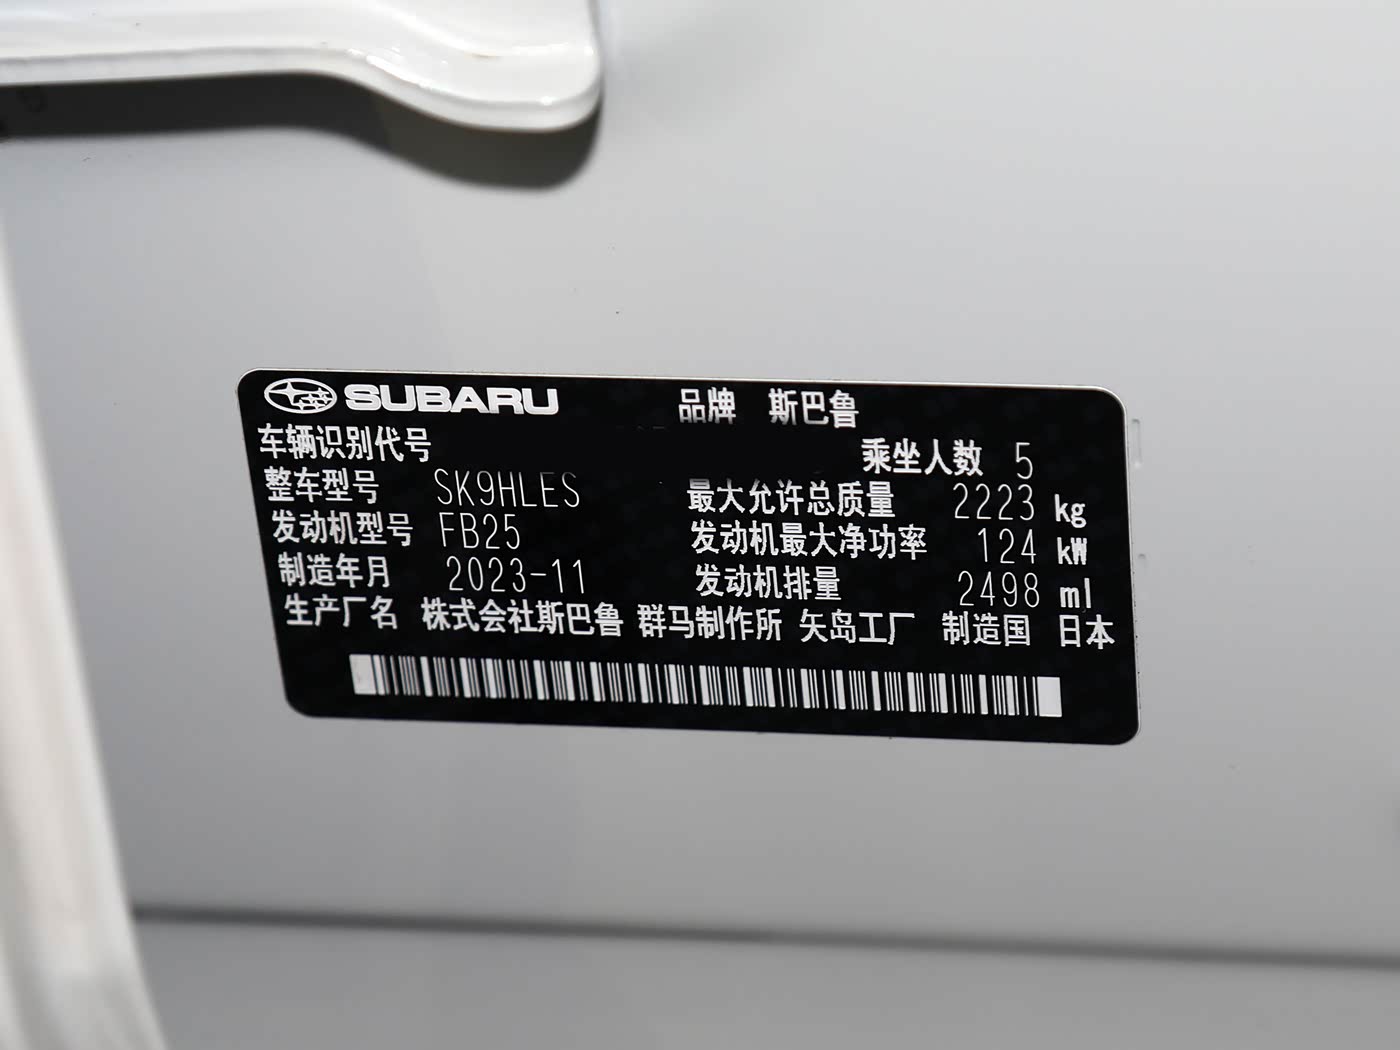 SUBARU 品牌 斯巴鲁
车辆识别代号 乘坐人数 5
整车型号 SK9HLES 最大允许总质量 2223 kg
发动机型号 FB25 发动机最大净功率 124 kW
制造年月 2023-11 发动机排量 2498 ml
生产厂名 株式会社斯巴鲁 群马制作所 矢岛工厂 制造国 日本